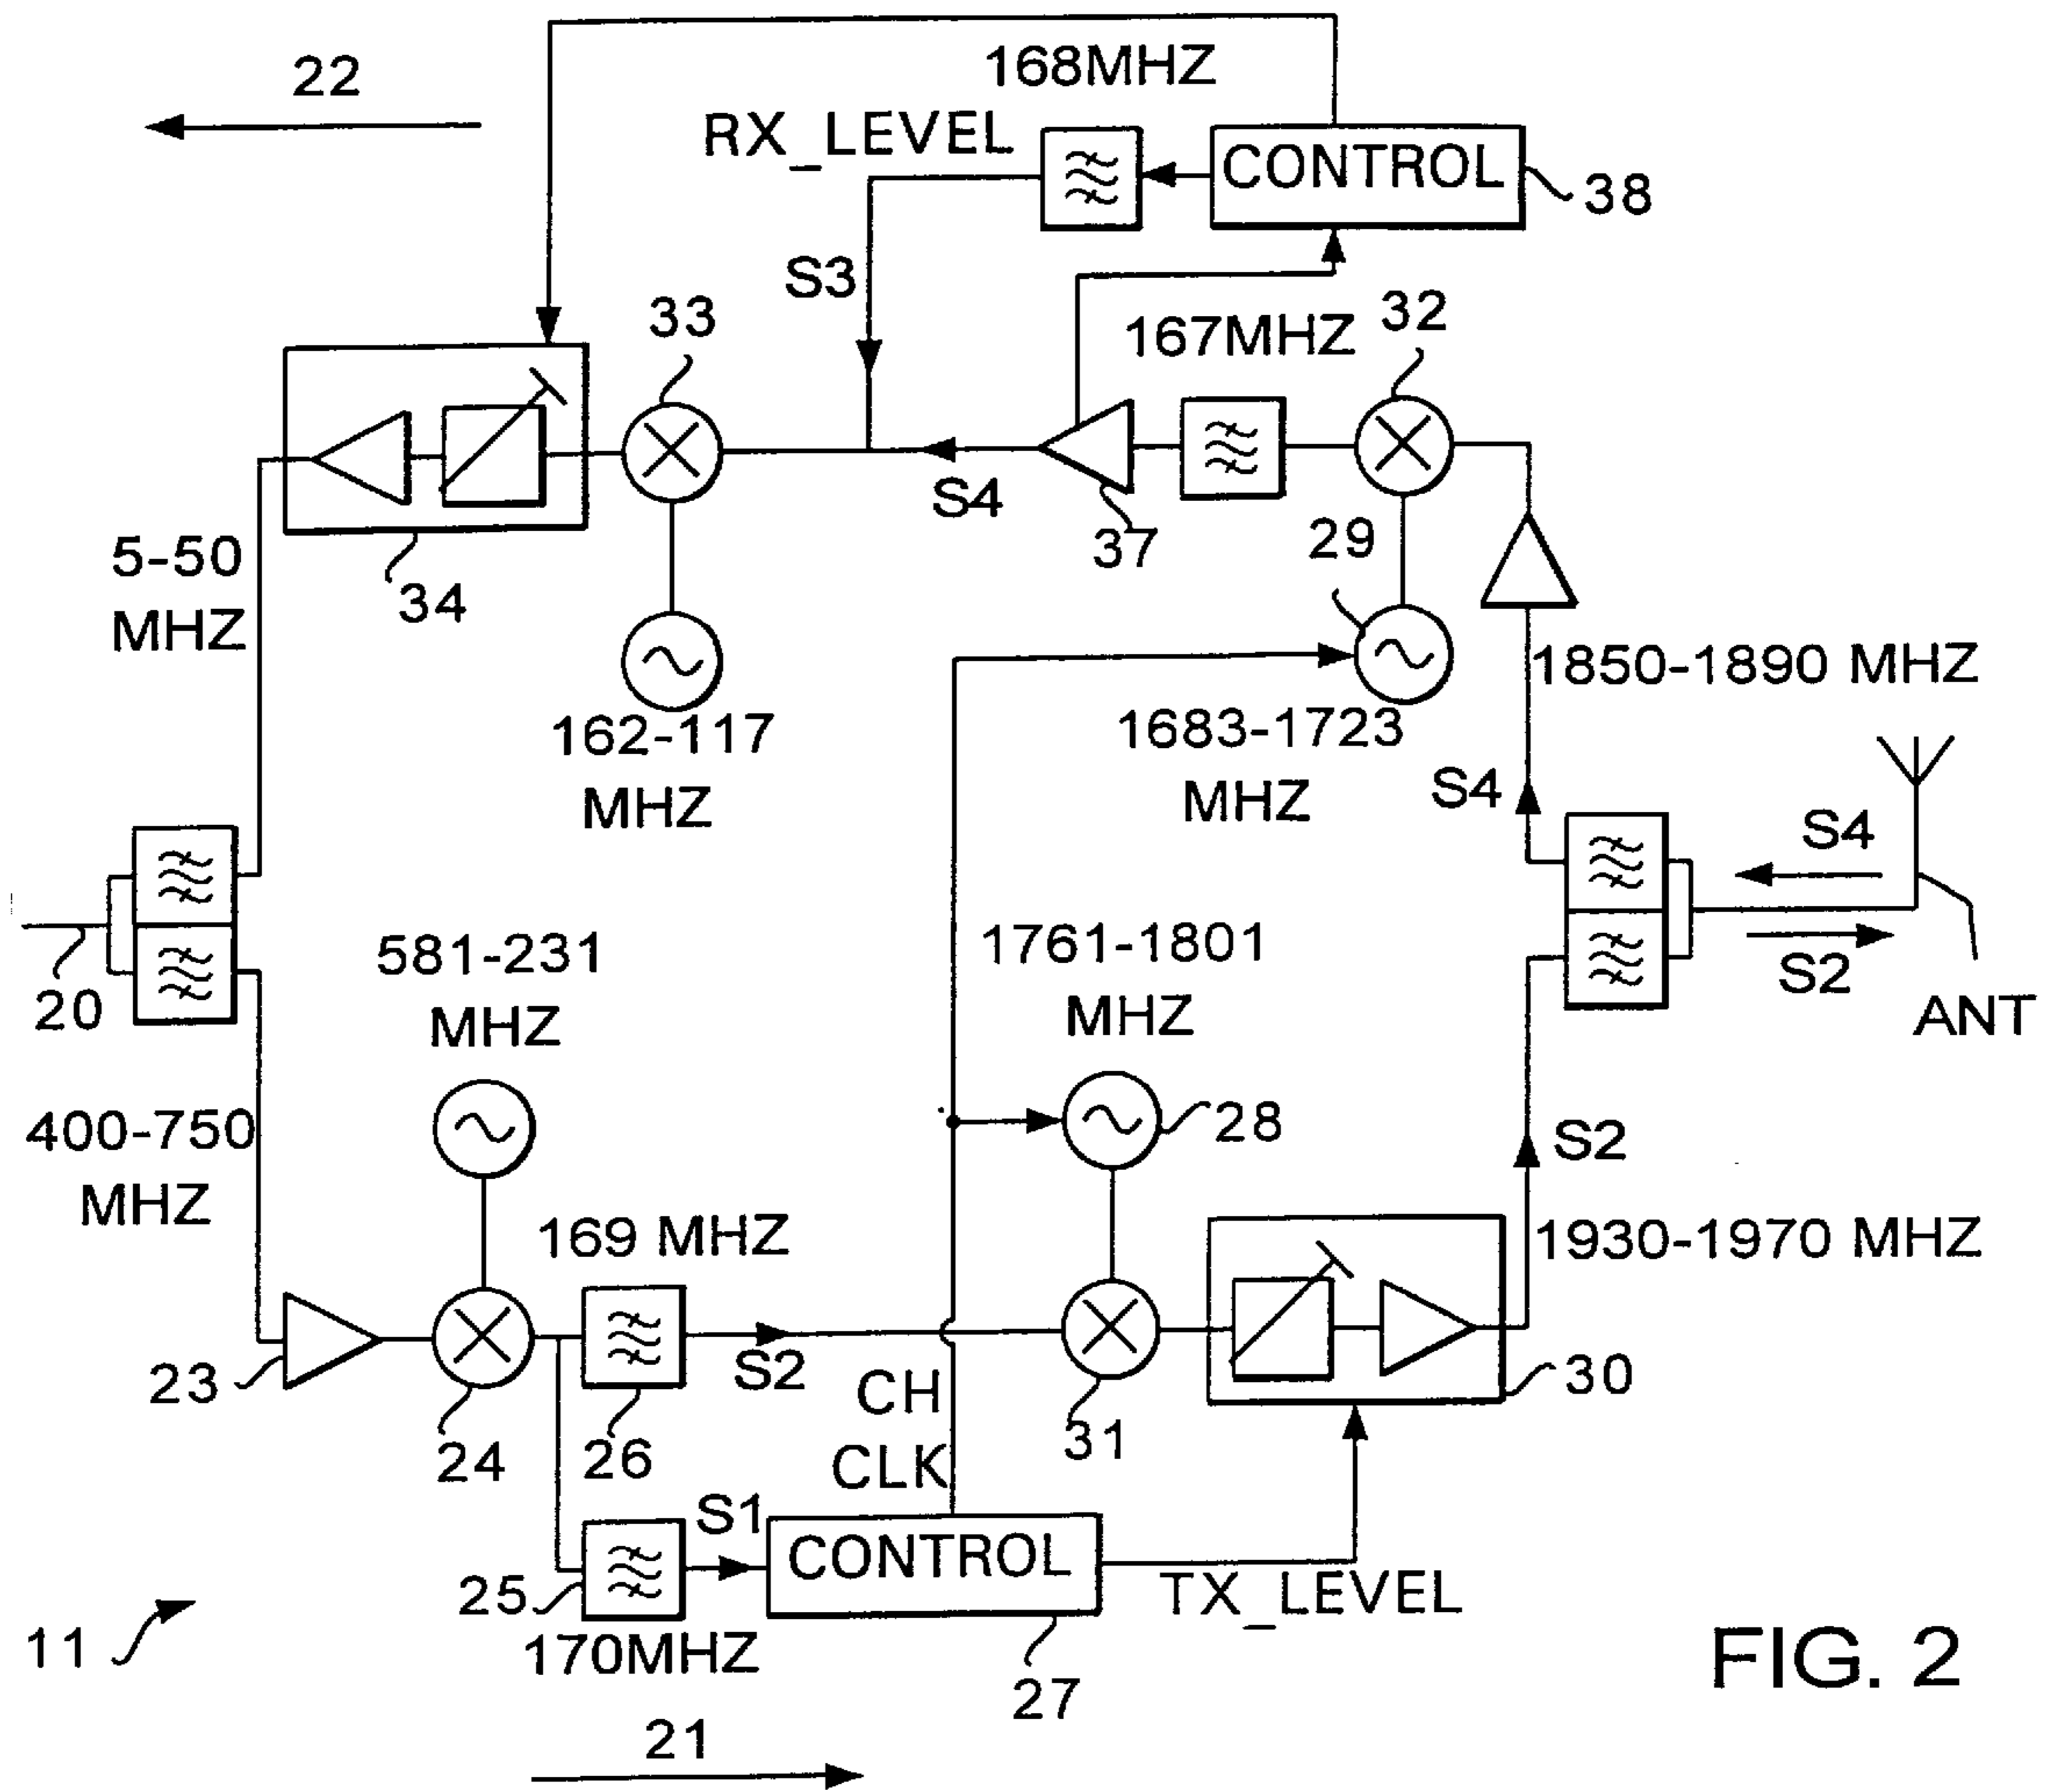 168MHZ
22
RX_LEVEL
CONTROL
38
S3
33
167MHZ
32
S4
37
29
5-50
MHZ
34
1850-1890 MHZ
162-117
MHZ
1683-1723
MHZ
S4
S4
581-231
MHZ
1761-1801
MHZ
S2
20
ANT
400-750
MHZ
28
S2
169 MHZ
1930-1970 MHZ
23
S2
30
24
26
CH
CLK
31
S1
CONTROL
25
TX_LEVEL
11
170MHZ
27
FIG. 2
21